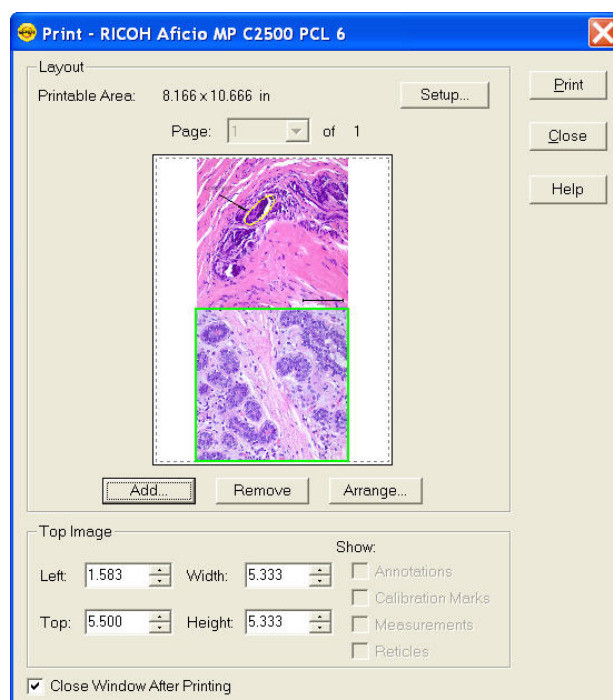 Print - RICOH Aficio MP C2500 PCL 6
Layout
Printable Area: 8.166 x 10.666 in
Setup...
Print
Page: 1 of 1
Close
Help
Add... Remove Arrange...
Top Image
Show:
Left: 1.583 Width: 5.333 Annotations
Calibration Marks
Top: 5.500 Height: 5.333 Measurements
Reticles
Close Window After Printing